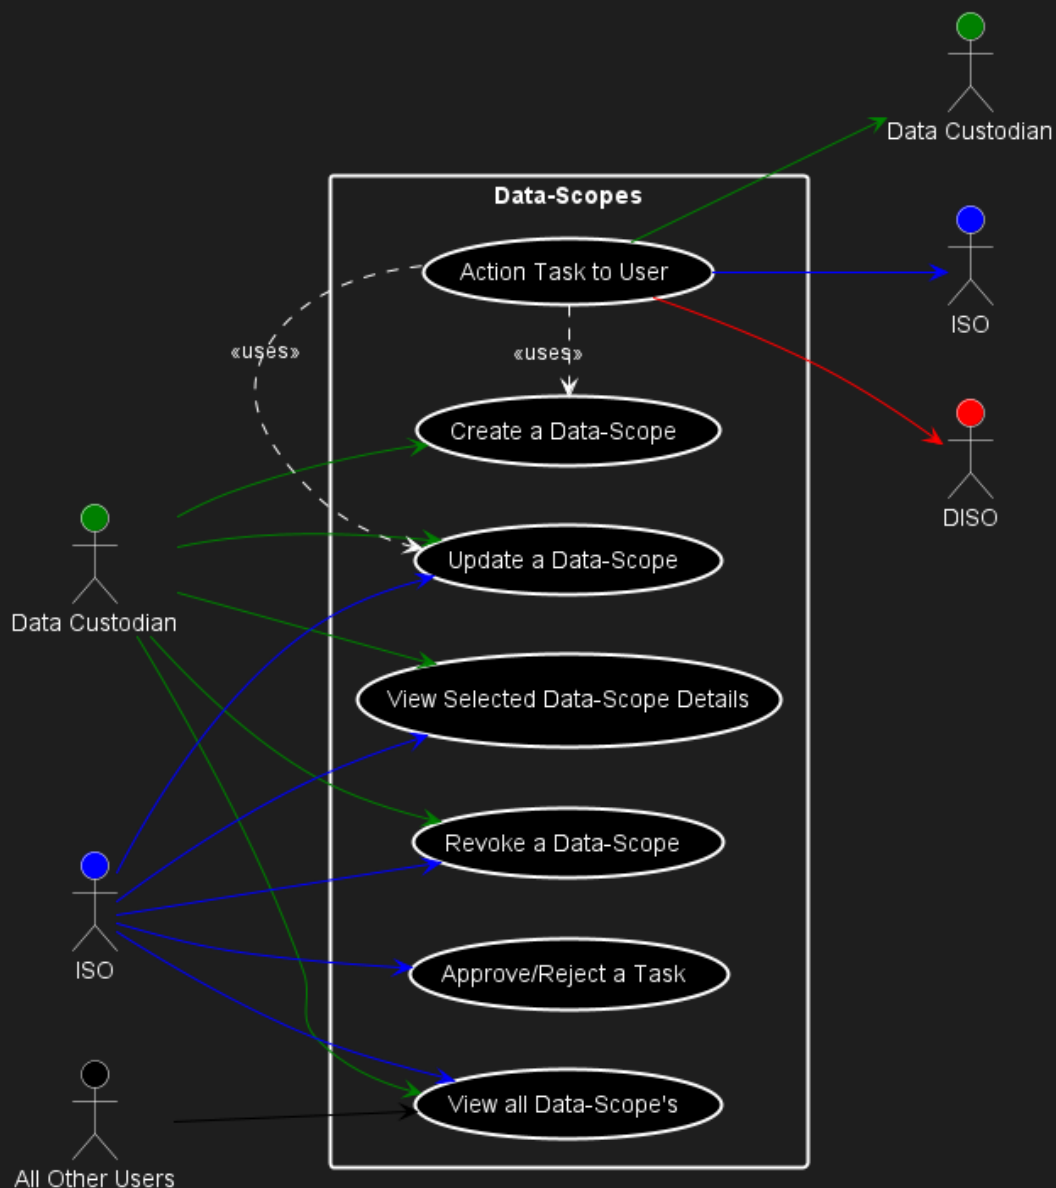 Data Custodian
Data-Scopes
Action Task to User
ISO
«uses»
«uses»
Create a Data-Scope
DISO
Update a Data-Scope
Data Custodian
View Selected Data-Scope Details
Revoke a Data-Scope
ISO
Approve/Reject a Task
View all Data-Scope's
All Other Users